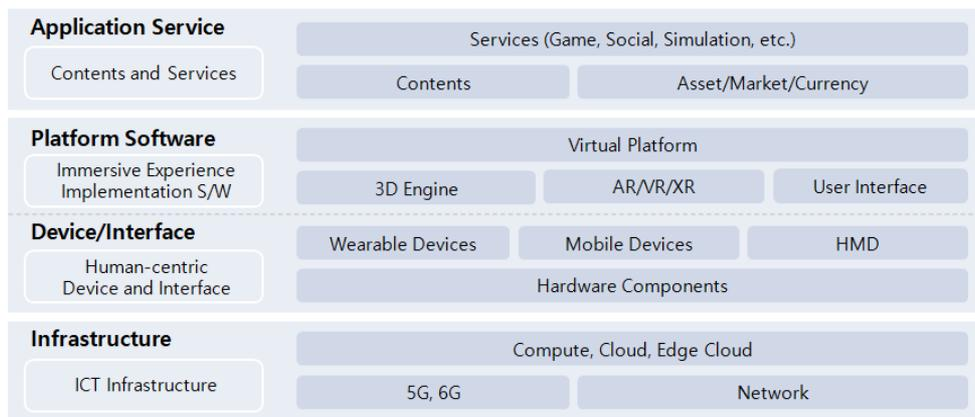 Application Service
Contents and Services
Services (Game, Social, Simulation, etc.)
Contents
Asset/Market/Currency
Platform Software
Immersive Experience
Implementation S/W
Virtual Platform
3D Engine
AR/VR/XR
User Interface
Device/Interface
Human-centric
Device and Interface
Wearable Devices
Mobile Devices
HMD
Hardware Components
Infrastructure
ICT Infrastructure
Compute, Cloud, Edge Cloud
5G, 6G
Network